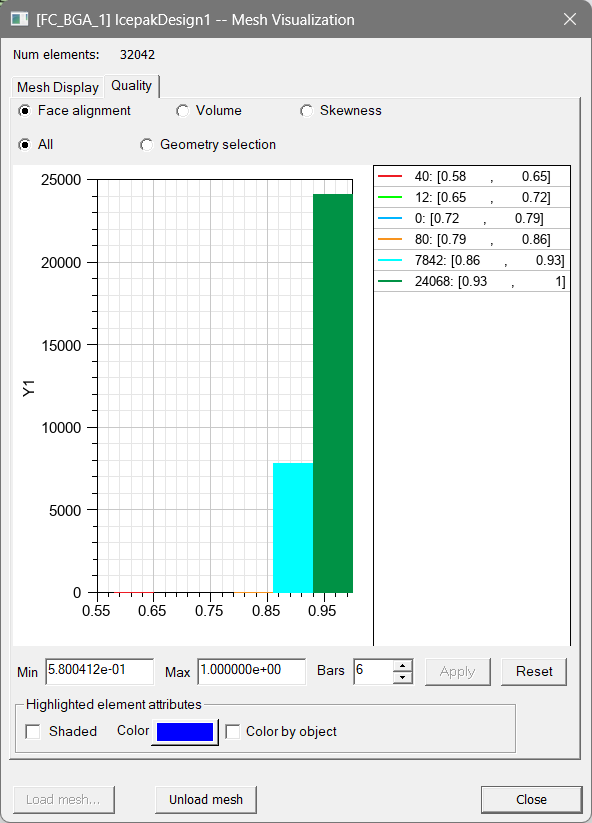 [FC_BGA_1] IcepakDesign1 -- Mesh Visualization
Num elements: 32042
Mesh Display Quality
Face alignment Volume Skewness
All Geometry selection
25000
20000
15000
10000
5000
0
Y1
0.55 0.65 0.75 0.85 0.95
40: [0.58 , 0.65]
12: [0.65 , 0.72]
0: [0.72 , 0.79]
80: [0.79 , 0.86]
7842: [0.86 , 0.93]
24068: [0.93 , 1]
Min 5.800412e-01 Max 1.000000e+00 Bars 6 Apply Reset
Highlighted element attributes
Shaded Color Color by object
Load mesh... Unload mesh Close